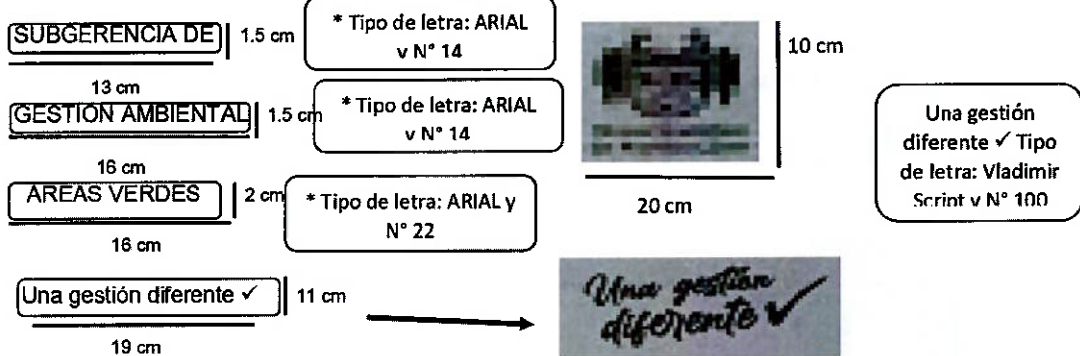 SUBGERENCIA DE
1.5 cm
13 cm
* Tipo de letra: ARIAL
y N° 14
GESTIÓN AMBIENTAL
1.5 cm
16 cm
* Tipo de letra: ARIAL
y N° 14
AREAS VERDES
2 cm
16 cm
* Tipo de letra: ARIAL y
N° 22
Una gestión diferente ✓
11 cm
19 cm
10 cm
20 cm
Una gestión
diferente ✓
Una gestión
diferente ✓ Tipo
de letra: Vladimir
Script y N° 100